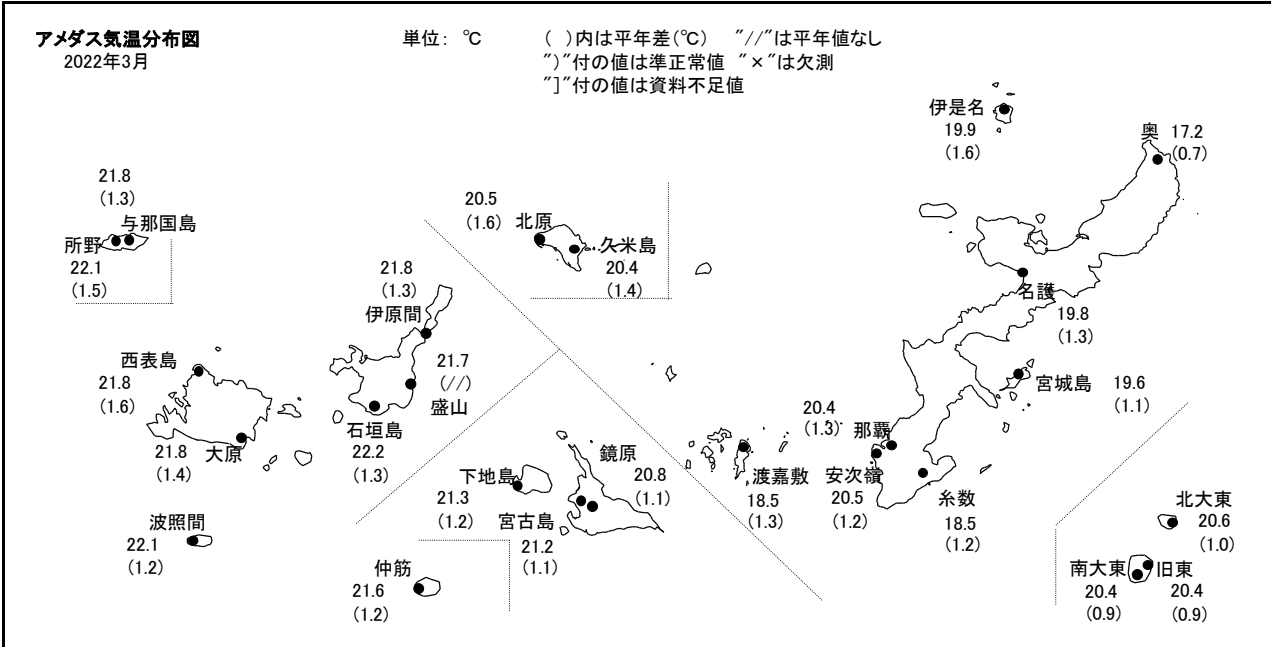 アメダス気温分布図
2022年3月
単位: ℃
( )内は平年差(℃) "//"は平年値なし
")"付の値は準正常値 "×"は欠測
"]"付の値は資料不足値
伊是名
19.9
(1.6)
奥 17.2
(0.7)
21.8
(1.3)
与那国島
所野
22.1
(1.5)
20.5
(1.6)
北原
久米島
20.4
(1.4)
名護
19.8
(1.3)
21.8
(1.3)
伊原間
21.7
(//)
盛山
石垣島
22.2
(1.3)
西表島
21.8
(1.6)
21.8
(1.4)
大原
波照間
22.1
(1.2)
宮城島
19.6
(1.1)
20.4
(1.3)
那覇
安次嶺
20.5
(1.2)
糸数
18.5
(1.2)
渡嘉敷
18.5
(1.3)
鏡原
20.8
(1.1)
下地島
21.3
(1.2)
宮古島
21.2
(1.1)
仲筋
21.6
(1.2)
北大東
20.6
(1.0)
南大東
20.4
(0.9)
旧東
20.4
(0.9)